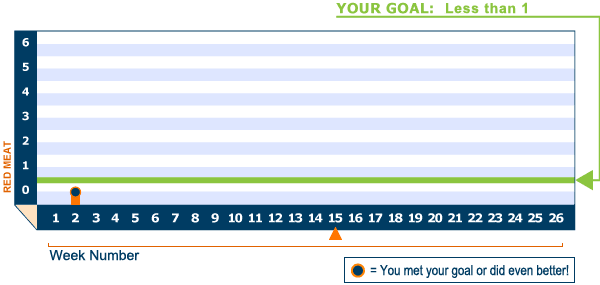 YOUR GOAL: Less than 1
6
5
4
3
2
1
0
RED MEAT
1 2 3 4 5 6 7 8 9 10 11 12 13 14 15 16 17 18 19 20 21 22 23 24 25 26
Week Number
= You met your goal or did even better!